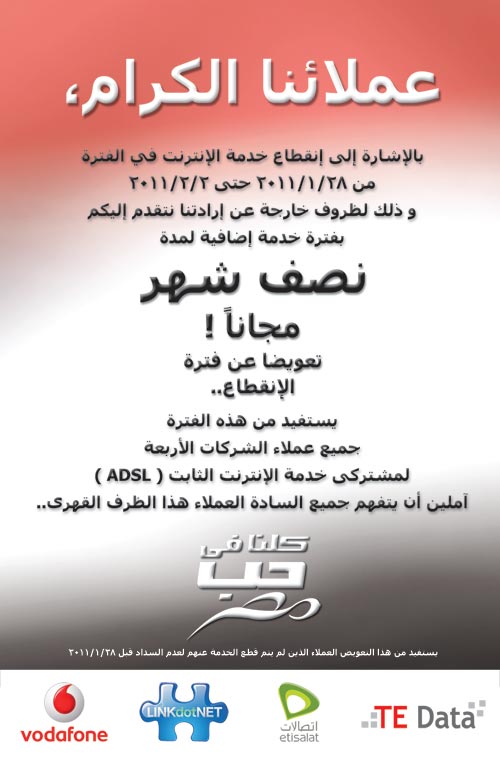 عملائنا الكرام،
بالإشارة إلى إنقطاع خدمة الإنترنت في الفترة
من ٢٠١١/١/٢٨ حتى ٢٠١١/٢/٢
و ذلك لظروف خارجة عن إرادتنا نتقدم إليكم
بفترة خدمة إضافية لمدة
نصف شهر
مجاناً !
تعويضا عن فترة
الإنقطاع..
يستفيد من هذه الفترة
جميع عملاء الشركات الأربعة
لمشتركى خدمة الإنترنت الثابت ( ADSL )
آملين أن يتفهم جميع السادة العملاء هذا الظرف القهرى..
كلنا فى
حب
مصر
يستفيد من هذا التعويض العملاء الذين لم يتم قطع الخدمة عنهم لعدم السداد قبل ٢٠١١/١/٢٨
vodafone
LINKdotNET
اتصالات
etisalat
TE Data